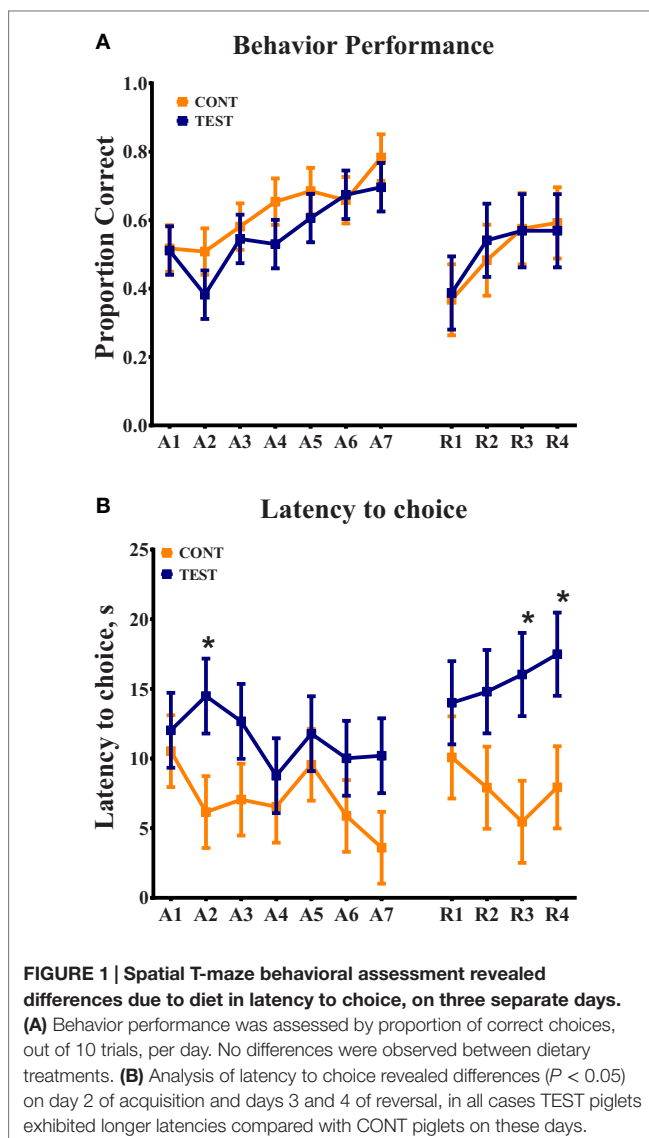 A
Behavior Performance
1.0
CONT
TEST
0.8
0.6
0.4
0.2
0.0
Proportion Correct
A1 A2 A3 A4 A5 A6 A7 R1 R2 R3 R4
B
Latency to choice
25
CONT
TEST
20
15
10
5
0
Latency to choice, s
* * *
A1 A2 A3 A4 A5 A6 A7 R1 R2 R3 R4
FIGURE 1 | Spatial T-maze behavioral assessment revealed
differences due to diet in latency to choice, on three separate days.
(A) Behavior performance was assessed by proportion of correct choices,
out of 10 trials, per day. No differences were observed between dietary
treatments. (B) Analysis of latency to choice revealed differences (P < 0.05)
on day 2 of acquisition and days 3 and 4 of reversal, in all cases TEST piglets
exhibited longer latencies compared with CONT piglets on these days.